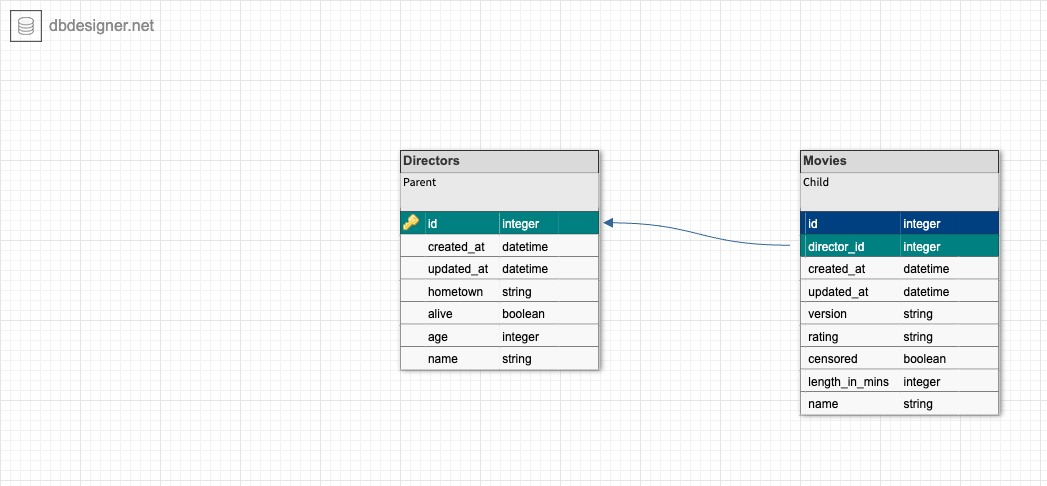 dbdesigner.net
Directors
Parent
id integer
created_at datetime
updated_at datetime
hometown string
alive boolean
age integer
name string
Movies
Child
id integer
director_id integer
created_at datetime
updated_at datetime
version string
rating string
censored boolean
length_in_mins integer
name string